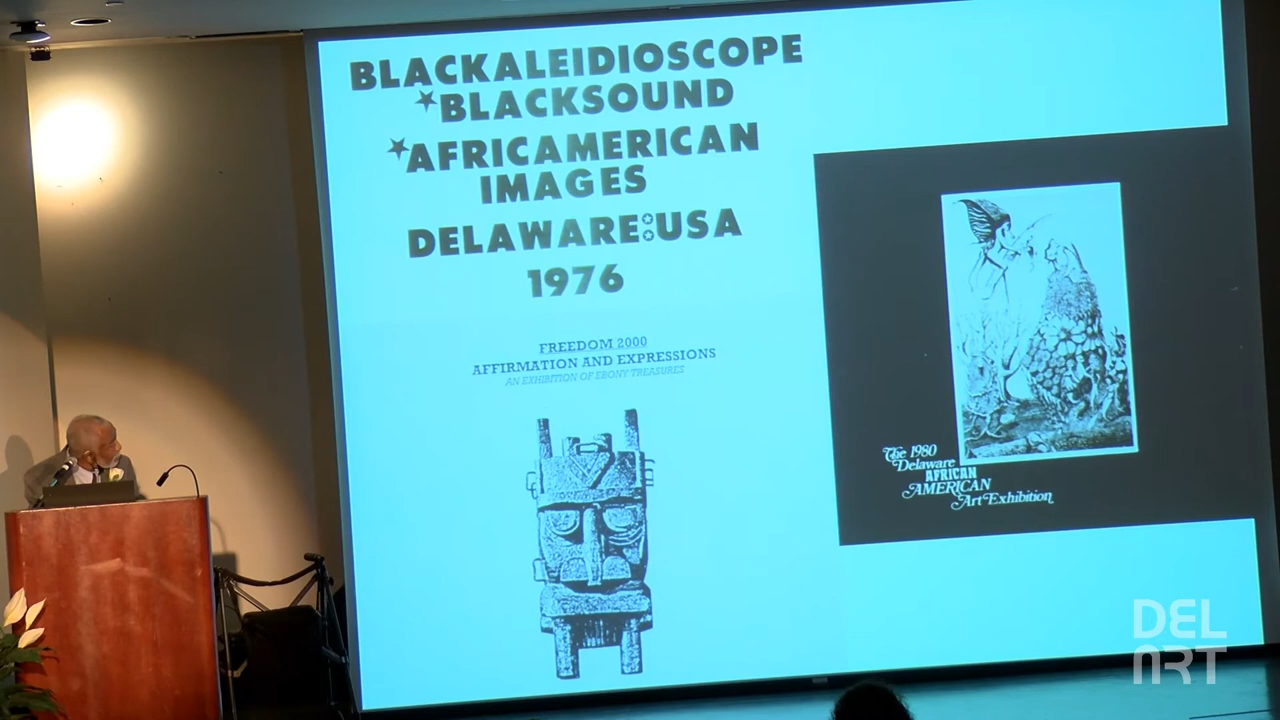 BLACKALEIDIOSCOPE
*BLACKSOUND
*AFRICAMERICAN
IMAGES
DELAWARE:USA
1976
FREEDOM 2000
AFFIRMATION AND EXPRESSIONS
AN EXHIBITION OF EBONY TREASURES
The 1980
Delaware
AFRICAN
AMERICAN
Art Exhibition
DEL
ART